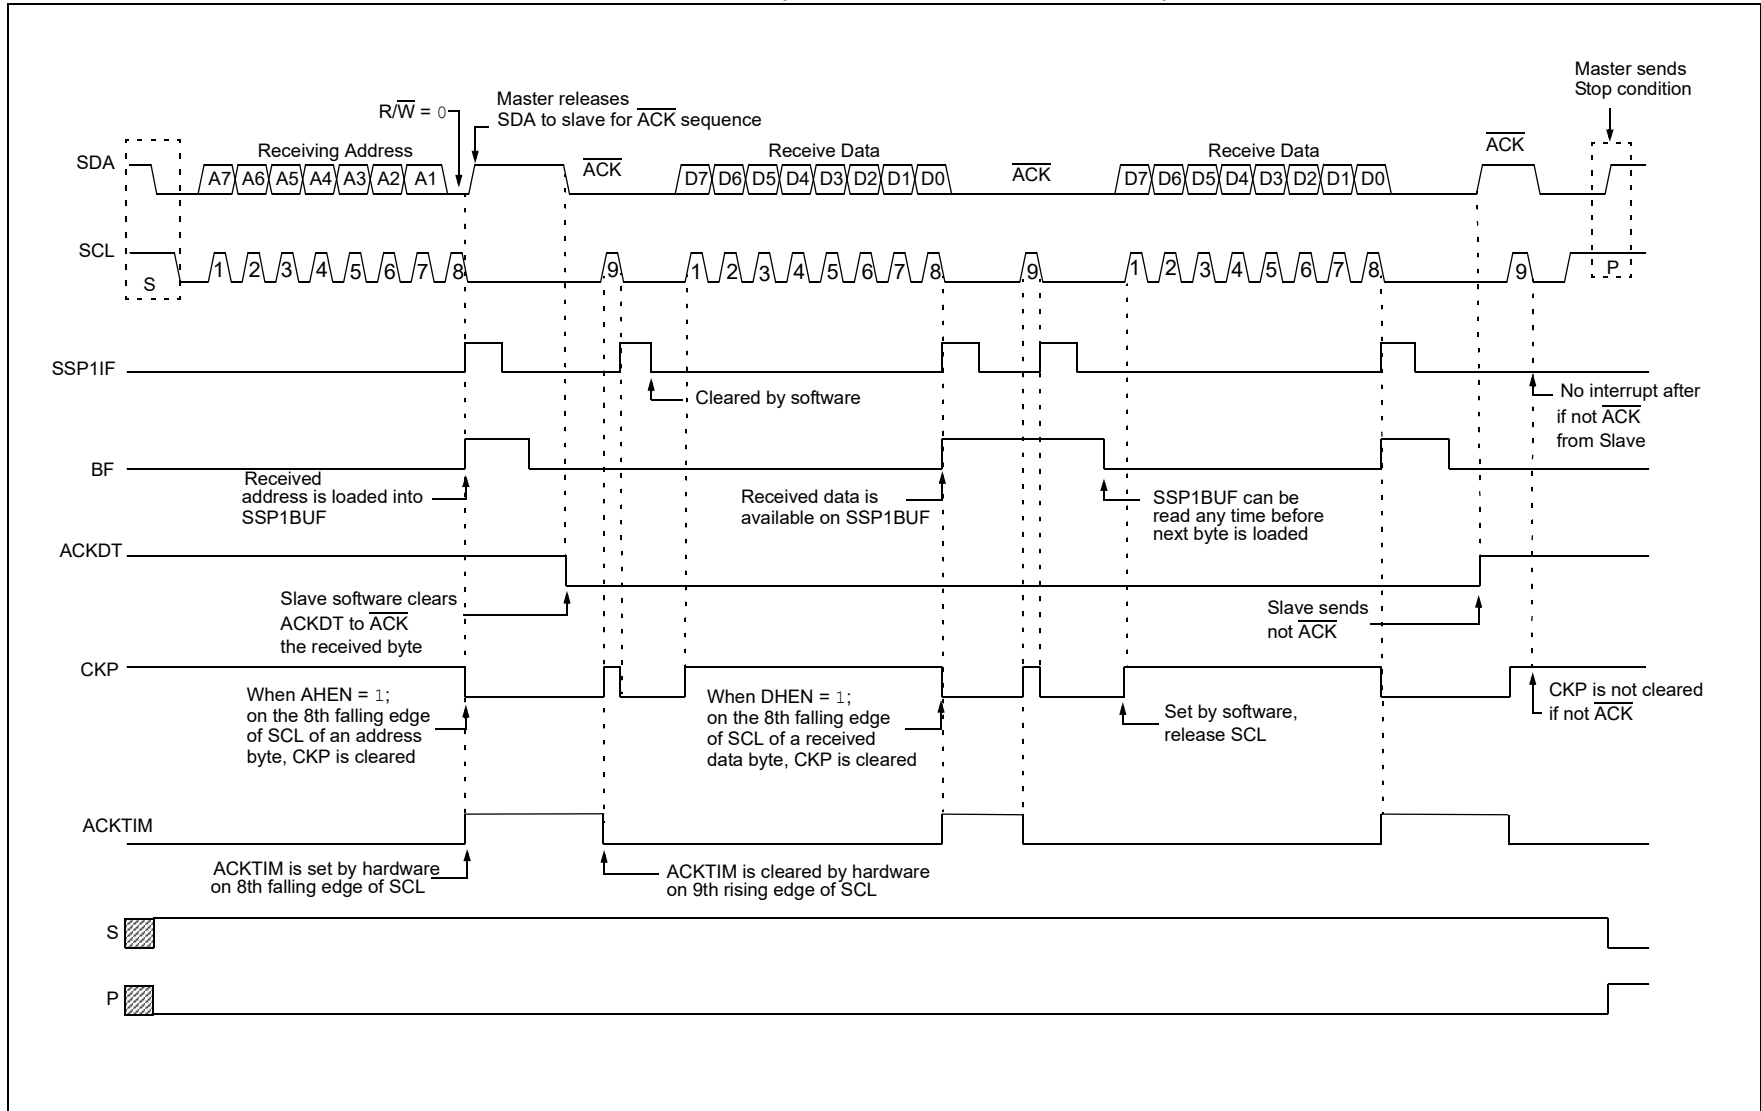 Master sends
Stop condition
Master releases
SDA to slave for ACK sequence
R/W = 0
SDA
Receiving Address
ACK
Receive Data
ACK
Receive Data
ACK
A7 A6 A5 A4 A3 A2 A1
D7 D6 D5 D4 D3 D2 D1 D0
D7 D6 D5 D4 D3 D2 D1 D0
SCL
S
1 2 3 4 5 6 7 8 9
1 2 3 4 5 6 7 8 9
1 2 3 4 5 6 7 8 9
P
SSP1IF
Cleared by software
No interrupt after
if not ACK
from Slave
BF
Received
address is loaded into
SSP1BUF
Received data is
available on SSP1BUF
SSP1BUF can be
read any time before
next byte is loaded
ACKDT
Slave software clears
ACKDT to ACK
the received byte
Slave sends
not ACK
CKP
When AHEN = 1;
on the 8th falling edge
of SCL of an address
byte, CKP is cleared
When DHEN = 1;
on the 8th falling edge
of SCL of a received
data byte, CKP is cleared
Set by software,
release SCL
CKP is not cleared
if not ACK
ACKTIM
ACKTIM is set by hardware
on 8th falling edge of SCL
ACKTIM is cleared by hardware
on 9th rising edge of SCL
S
P